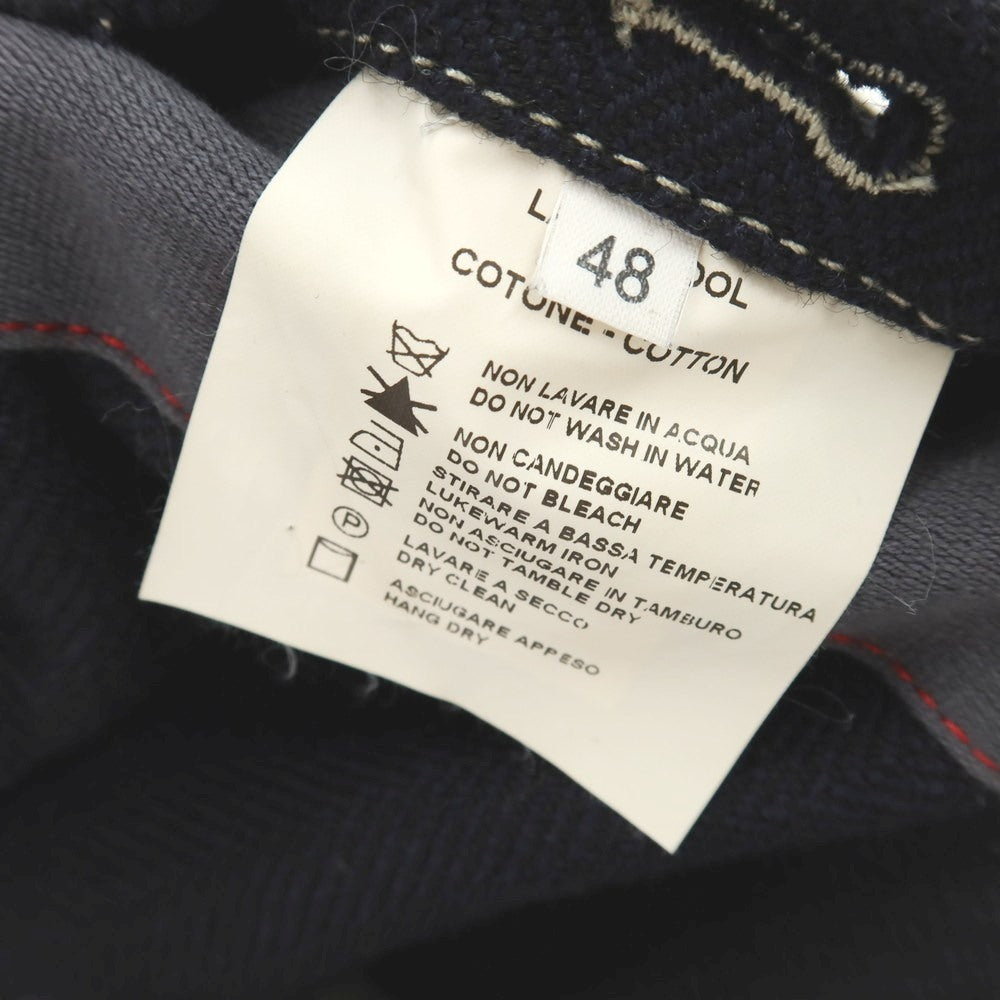 48
COTONE - COTTON
NON LAVARE IN ACQUA
DO NOT WASH IN WATER
NON CANDEGGIARE
DO NOT BLEACH
STIRARE A BASSA TEMPERATURA
LUKEWARM IRON
NON ASCIUGARE IN TAMBURO
DO NOT TAMBLE DRY
LAVARE A SECCO
DRY CLEAN
ASCIUGARE APPESO
HANG DRY
P